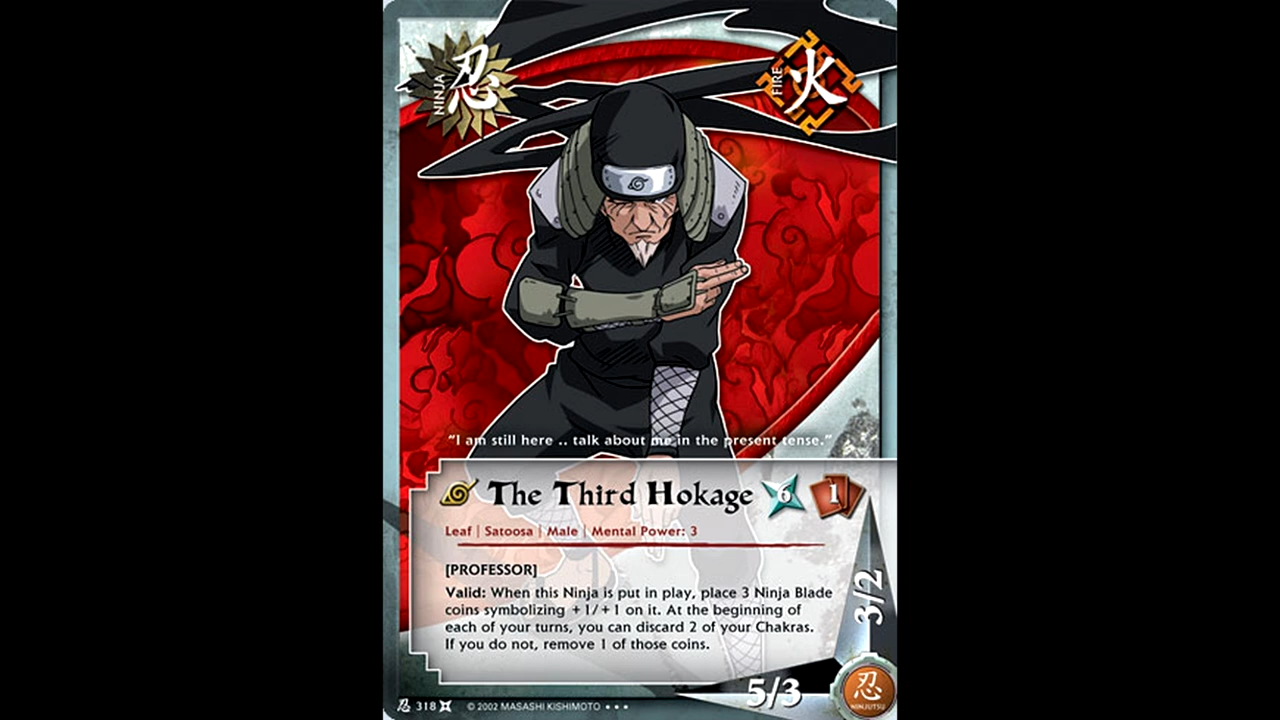 忍
NINJA
火
FIRE
"I am still here .. talk about me in the present tense."
The Third Hokage 6 1
Leaf | Satoosa | Male | Mental Power: 3
[PROFESSOR]
Valid: When this Ninja is put in play, place 3 Ninja Blade
coins symbolizing +1/+1 on it. At the beginning of
each of your turns, you can discard 2 of your Chakras.
If you do not, remove 1 of those coins.
3/2
5/3
忍
NINJUTSU
忍 318 © 2002 MASASHI KISHIMOTO